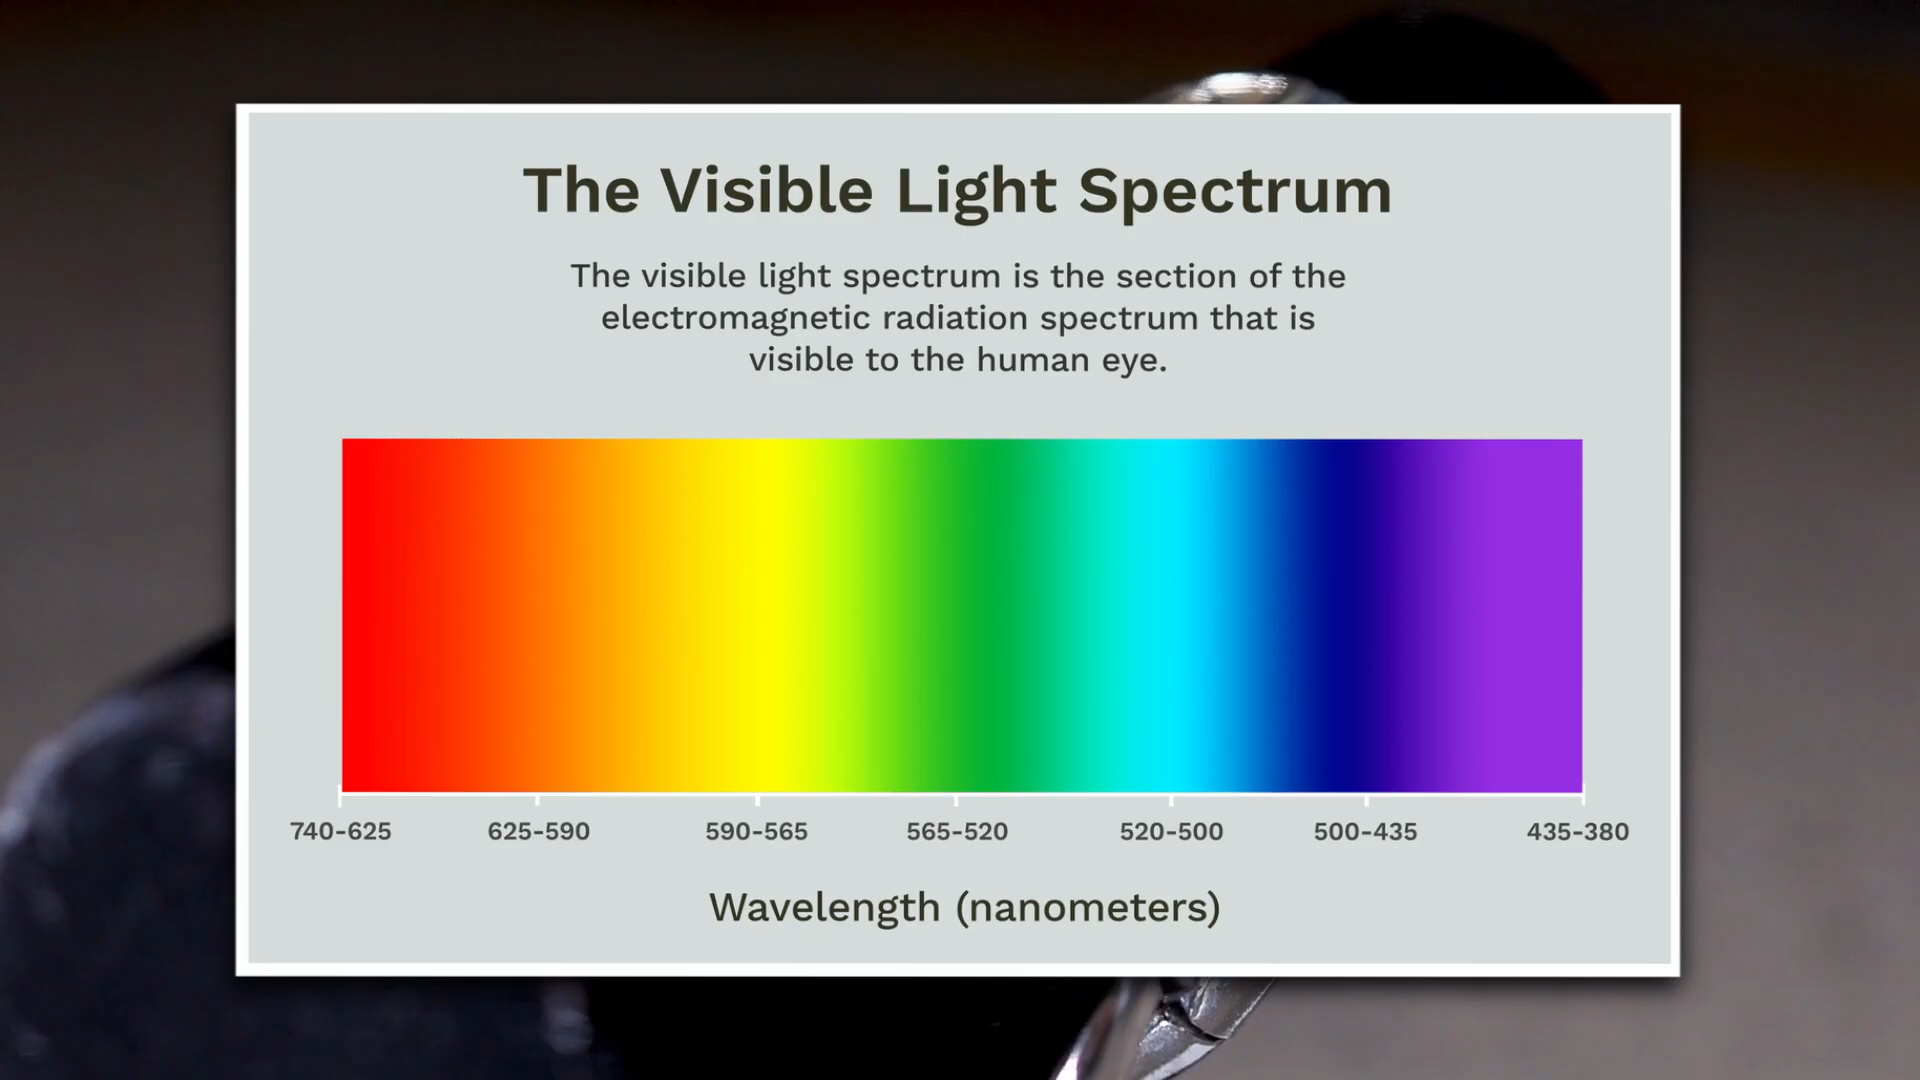 The Visible Light Spectrum
The visible light spectrum is the section of the
electromagnetic radiation spectrum that is
visible to the human eye.
740-625 625-590 590-565 565-520 520-500 500-435 435-380
Wavelength (nanometers)